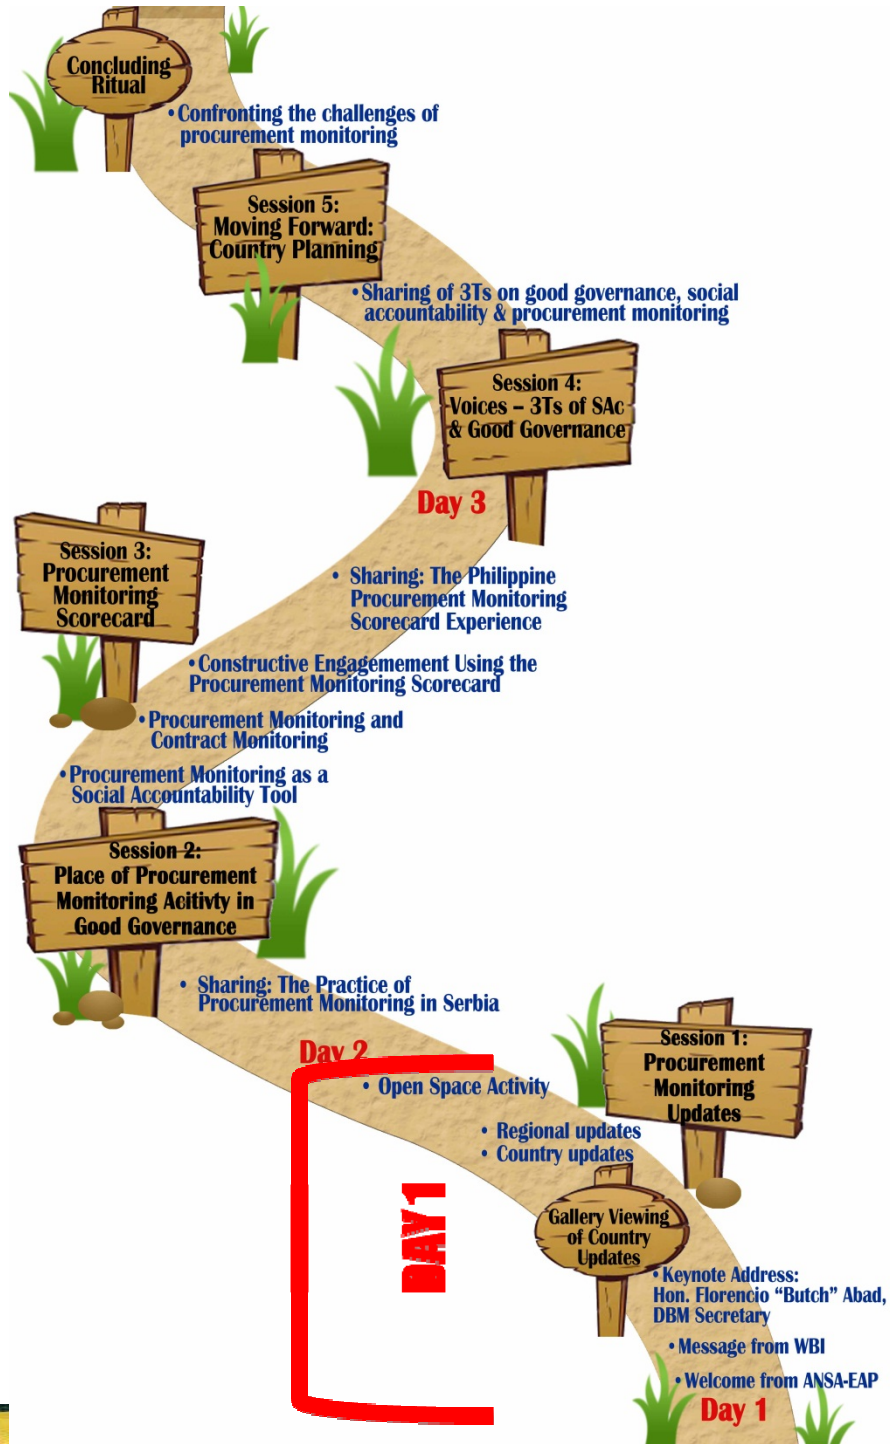 Concluding
Ritual
•Confronting the challenges of
procurement monitoring
Session 5:
Moving Forward:
Country Planning
•Sharing of 3Ts on good governance, social
accountability & procurement monitoring
Session 4:
Voices – 3Ts of SAc
& Good Governance
Day 3
Session 3:
Procurement
Monitoring
Scorecard
• Sharing: The Philippine
Procurement Monitoring
Scorecard Experience
•Constructive Engagemement Using the
Procurement Monitoring Scorecard
•Procurement Monitoring and
Contract Monitoring
•Procurement Monitoring as a
Social Accountability Tool
Session 2:
Place of Procurement
Monitoring Acitivty in
Good Governance
• Sharing: The Practice of
Procurement Monitoring in Serbia
Day 2
Session 1:
Procurement
Monitoring
Updates
• Open Space Activity
• Regional updates
• Country updates
DAY 1
Gallery Viewing
of Country
Updates
•Keynote Address:
Hon. Florencio “Butch” Abad,
DBM Secretary
•Message from WBI
•Welcome from ANSA-EAP
Day 1